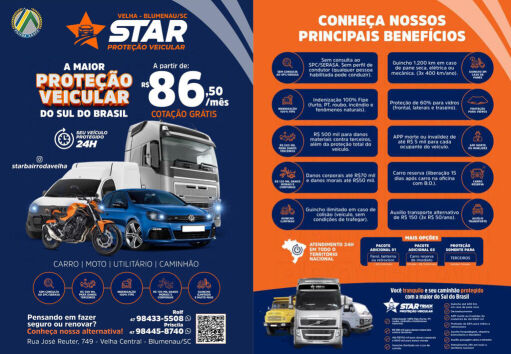 VELHA - BLUMENAU/SC
STAR
PROTEÇÃO VEICULAR
A MAIOR
PROTEÇÃO
VEICULAR
DO SUL DO BRASIL
A partir de:
R$ 86,50
/mês
COTAÇÃO GRÁTIS
SEU VEÍCULO
PROTEGIDO
24H
starbairrodavelha
CARRO | MOTO | UTILITÁRIO | CAMINHÃO
Pensando em fazer
seguro ou renovar?
Conheça nossa alternativa!
Rolf
47 98433-5508
Priscila
47 98445-8740
Rua José Reuter, 749 - Velha Central - Blumenau/SC
CONHEÇA NOSSOS
PRINCIPAIS BENEFÍCIOS
Sem consulta ao
SPC/SERASA. Sem perfil de
condutor (qualquer pessoa
habilitada pode conduzir).
Guincho 1.200 km em caso
de pane seca, elétrica ou
mecânica. (3x 400 km/ano).
Indenização 100% Fipe
(furto, PT, roubo, incêndio
e fenômenos naturais).
Proteção de 60% para vidros
(frontal, laterais e traseiro).
R$ 500 mil para danos
materiais contra terceiros,
além da proteção total do
veículo.
APP morte ou invalidez de
até R$ 5 mil para cada
ocupante do veículo.
Danos corporais até R$70 mil
e danos morais até R$50 mil.
Carro reserva (liberação 15
dias após carro na oficina
com B.O.).
Guincho ilimitado em caso de
colisão (veículo, sem
condições de trafegar).
Auxílio transporte alternativo
de R$ 150 (3x R$ 50/ano).
ATENDIMENTO 24H
EM TODO O
TERRITÓRIO
NACIONAL
MAIS OPÇÕES
PACOTE
ADICIONAL 01
Farol, lanterna
ou retrovisor
PACOTE
ADICIONAL 02
Carro reserva
de imediato
PROTEÇÃO
SOMENTE PARA
TERCEIROS
Você tranquilo e seu caminhão protegido
com a maior do Sul do Brasil
STAR TRUCK